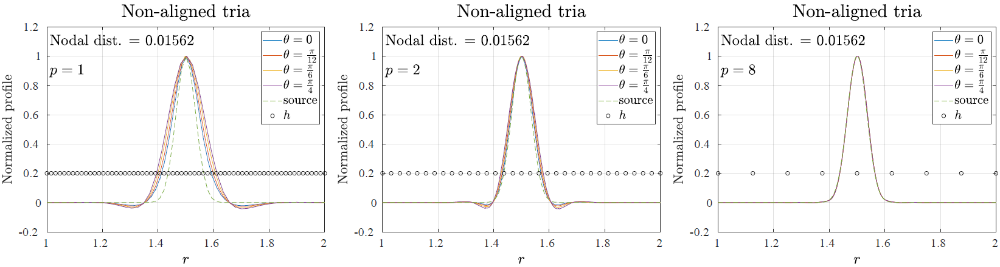 Non-aligned tria
Nodal dist. = 0.01562
p = 1
θ = 0
θ = π/12
θ = π/6
θ = π/4
source
h
Normalized profile
1.2
1
0.8
0.6
0.4
0.2
0
-0.2
1 1.2 1.4 1.6 1.8 2
r
Non-aligned tria
Nodal dist. = 0.01562
p = 2
θ = 0
θ = π/12
θ = π/6
θ = π/4
source
h
Normalized profile
1.2
1
0.8
0.6
0.4
0.2
0
-0.2
1 1.2 1.4 1.6 1.8 2
r
Non-aligned tria
Nodal dist. = 0.01562
p = 8
θ = 0
θ = π/12
θ = π/6
θ = π/4
source
h
Normalized profile
1.2
1
0.8
0.6
0.4
0.2
0
-0.2
1 1.2 1.4 1.6 1.8 2
r